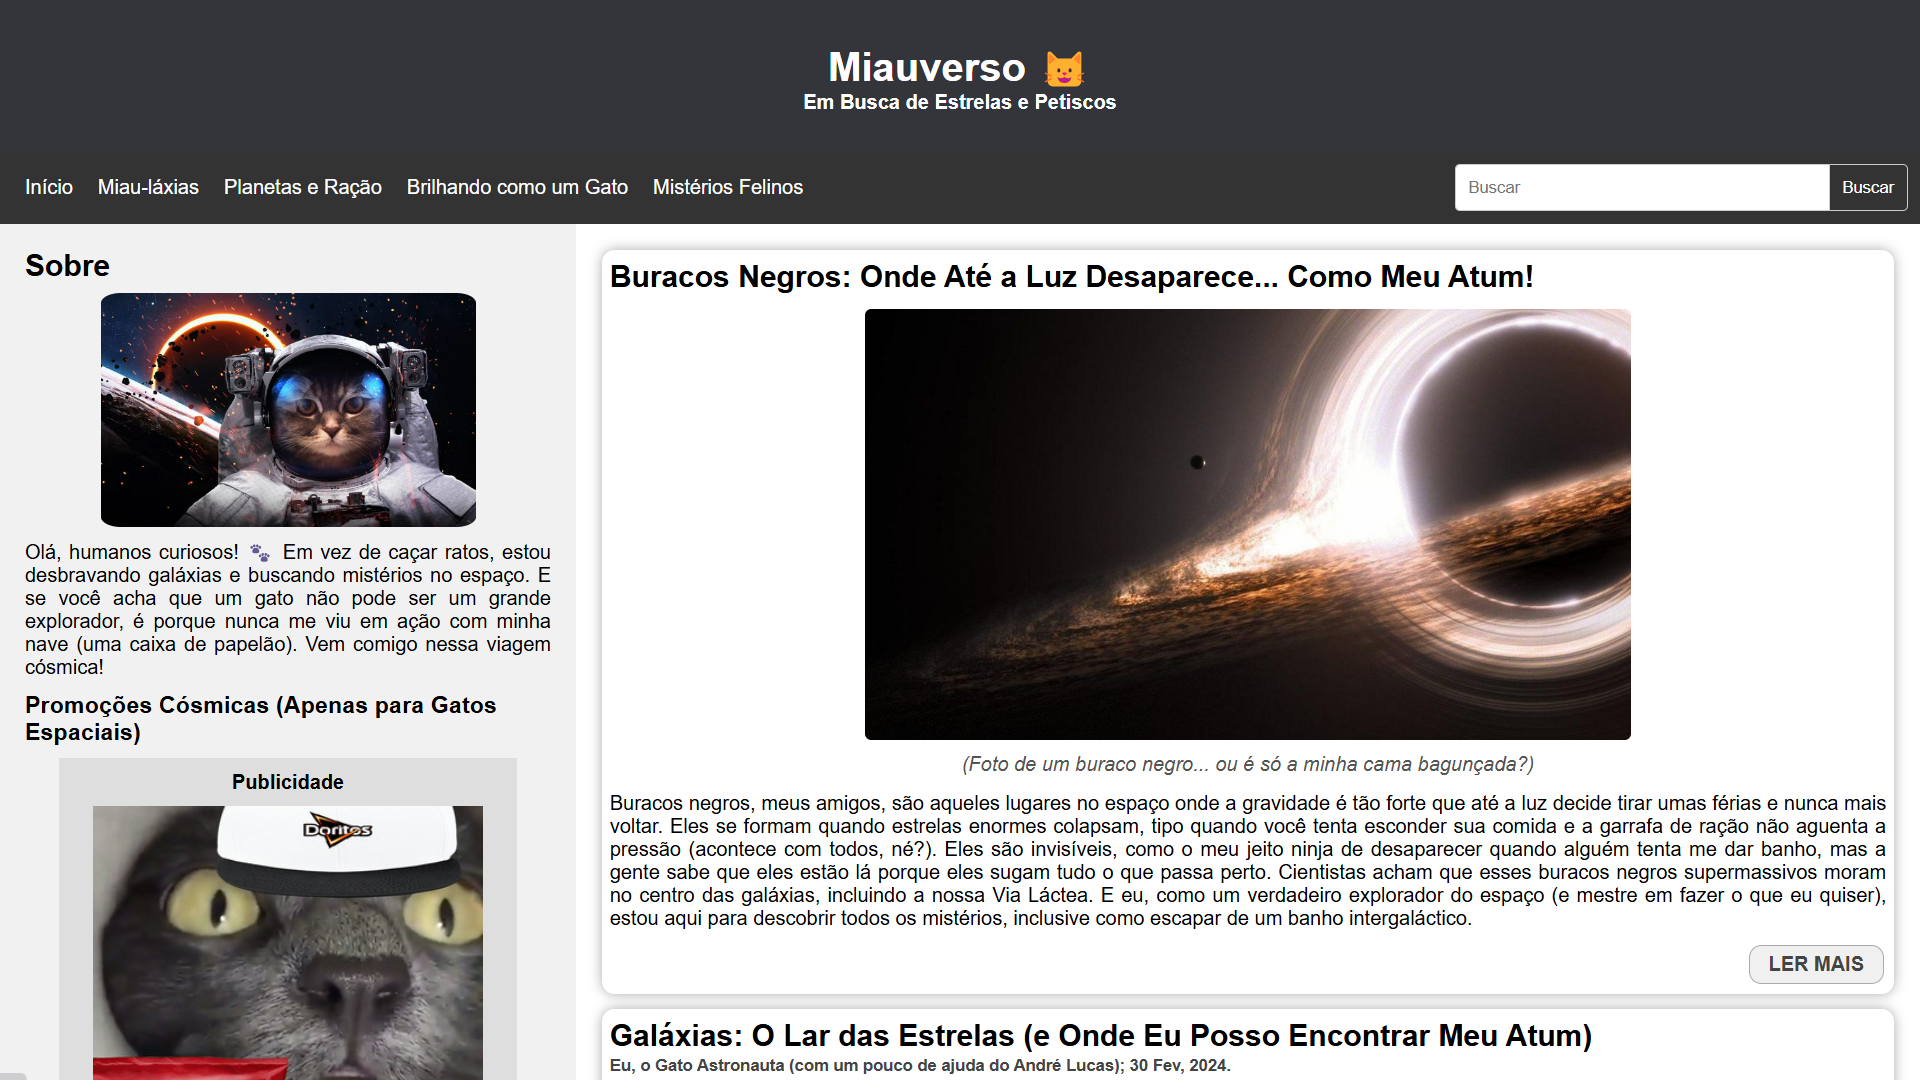 Miauverso
Em Busca de Estrelas e Petiscos
Início Miau-láxias Planetas e Ração Brilhando como um Gato Mistérios Felinos Buscar Buscar
Sobre
Olá, humanos curiosos! Em vez de caçar ratos, estou
desbravando galáxias e buscando mistérios no espaço. E
se você acha que um gato não pode ser um grande
explorador, é porque nunca me viu em ação com minha
nave (uma caixa de papelão). Vem comigo nessa viagem
cósmica!
Promoções Cósmicas (Apenas para Gatos
Espaciais)
Publicidade
Doritos
Buracos Negros: Onde Até a Luz Desaparece... Como Meu Atum!
(Foto de um buraco negro... ou é só a minha cama bagunçada?)
Buracos negros, meus amigos, são aqueles lugares no espaço onde a gravidade é tão forte que até a luz decide tirar umas férias e nunca mais
voltar. Eles se formam quando estrelas enormes colapsam, tipo quando você tenta esconder sua comida e a garrafa de ração não aguenta a
pressão (acontece com todos, né?). Eles são invisíveis, como o meu jeito ninja de desaparecer quando alguém tenta me dar banho, mas a
gente sabe que eles estão lá porque eles sugam tudo o que passa perto. Cientistas acham que esses buracos negros supermassivos moram
no centro das galáxias, incluindo a nossa Via Láctea. E eu, como um verdadeiro explorador do espaço (e mestre em fazer o que eu quiser),
estou aqui para descobrir todos os mistérios, inclusive como escapar de um banho intergaláctico.
LER MAIS
Galáxias: O Lar das Estrelas (e Onde Eu Posso Encontrar Meu Atum)
Eu, o Gato Astronauta (com um pouco de ajuda do André Lucas); 30 Fev, 2024.